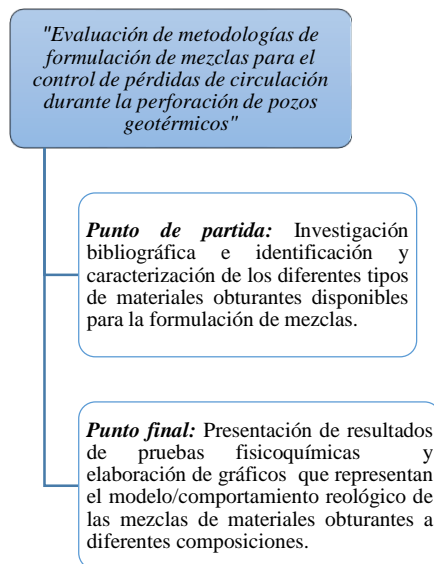 "Evaluación de metodologías de
formulación de mezclas para el
control de pérdidas de circulación
durante la perforación de pozos
geotérmicos"
Punto de partida: Investigación
bibliográfica e identificación y
caracterización de los diferentes tipos
de materiales obturantes disponibles
para la formulación de mezclas.
Punto final: Presentación de resultados
de pruebas fisicoquímicas y
elaboración de gráficos que representan
el modelo/comportamiento reológico de
las mezclas de materiales obturantes a
diferentes composiciones.